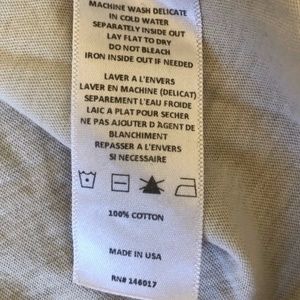 MACHINE WASH DELICATE
IN COLD WATER
SEPARATELY INSIDE OUT
LAY FLAT TO DRY
DO NOT BLEACH
IRON INSIDE OUT IF NEEDED
LAVER A L'ENVERS
LAVER EN MACHINE (DELICAT)
SEPAREMENT L'EAU FROIDE
LAIC A PLAT POUR SECHER
NE PAS AJOUTER D'AGENT DE
BLANCHIMENT
REPASSER A L'ENVERS
SI NECESSAIRE
100% COTTON
MADE IN USA
RN# 146017